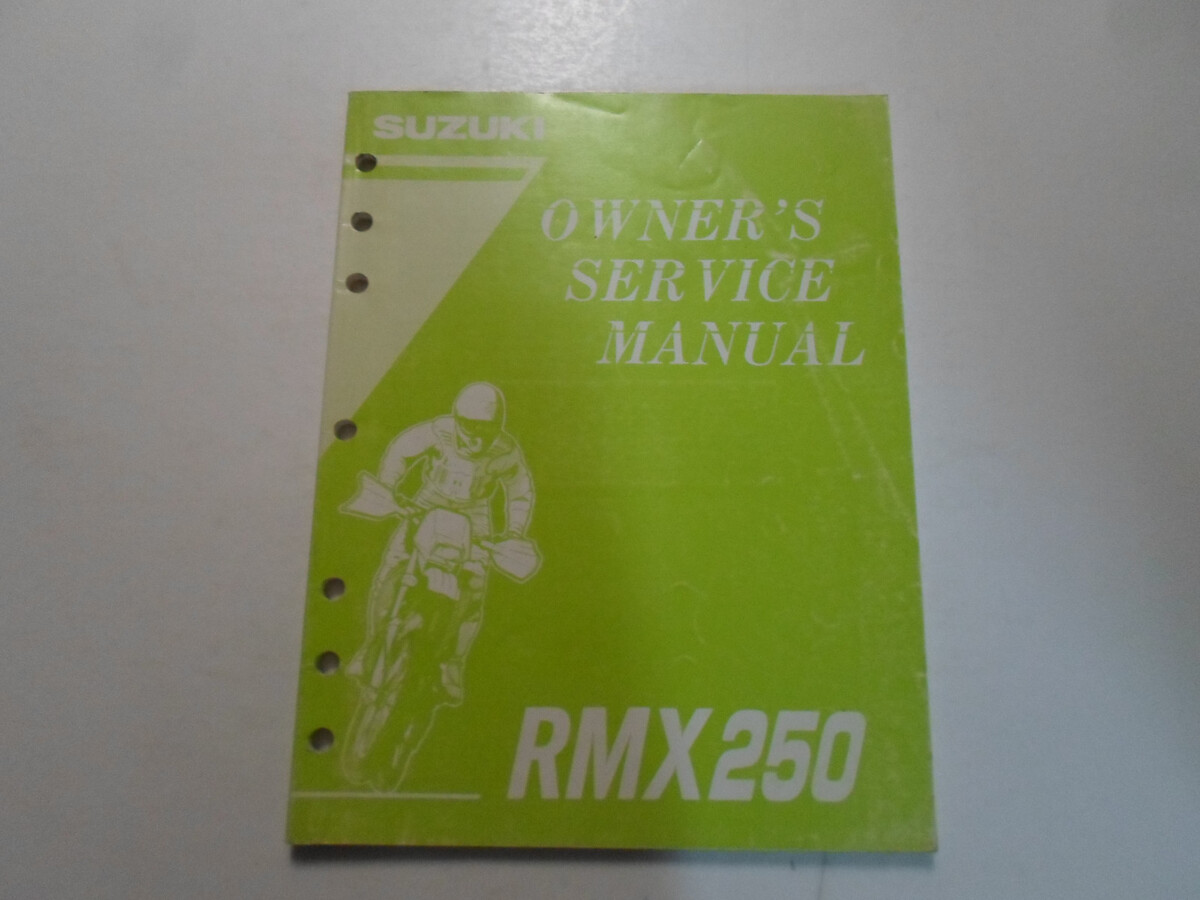 SUZUKI
OWNER'S
SERVICE
MANUAL
RMX250